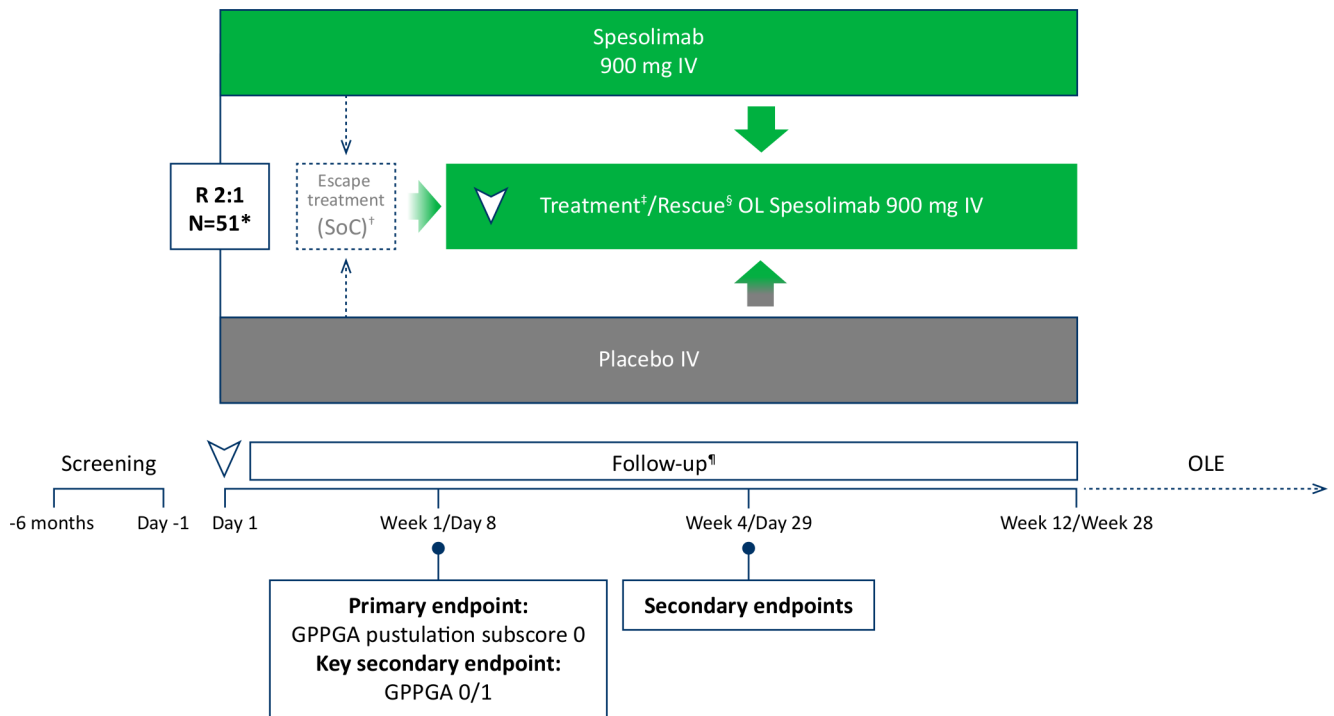 Spesolimab
900 mg IV
R 2:1
N=51*
Escape
treatment
(SoC)†
Treatment‡/Rescue§ OL Spesolimab 900 mg IV
Placebo IV
Screening
Follow-up¶
OLE
-6 months
Day -1
Day 1
Week 1/Day 8
Week 4/Day 29
Week 12/Week 28
Primary endpoint:
GPPGA pustulation subscore 0
Key secondary endpoint:
GPPGA 0/1
Secondary endpoints